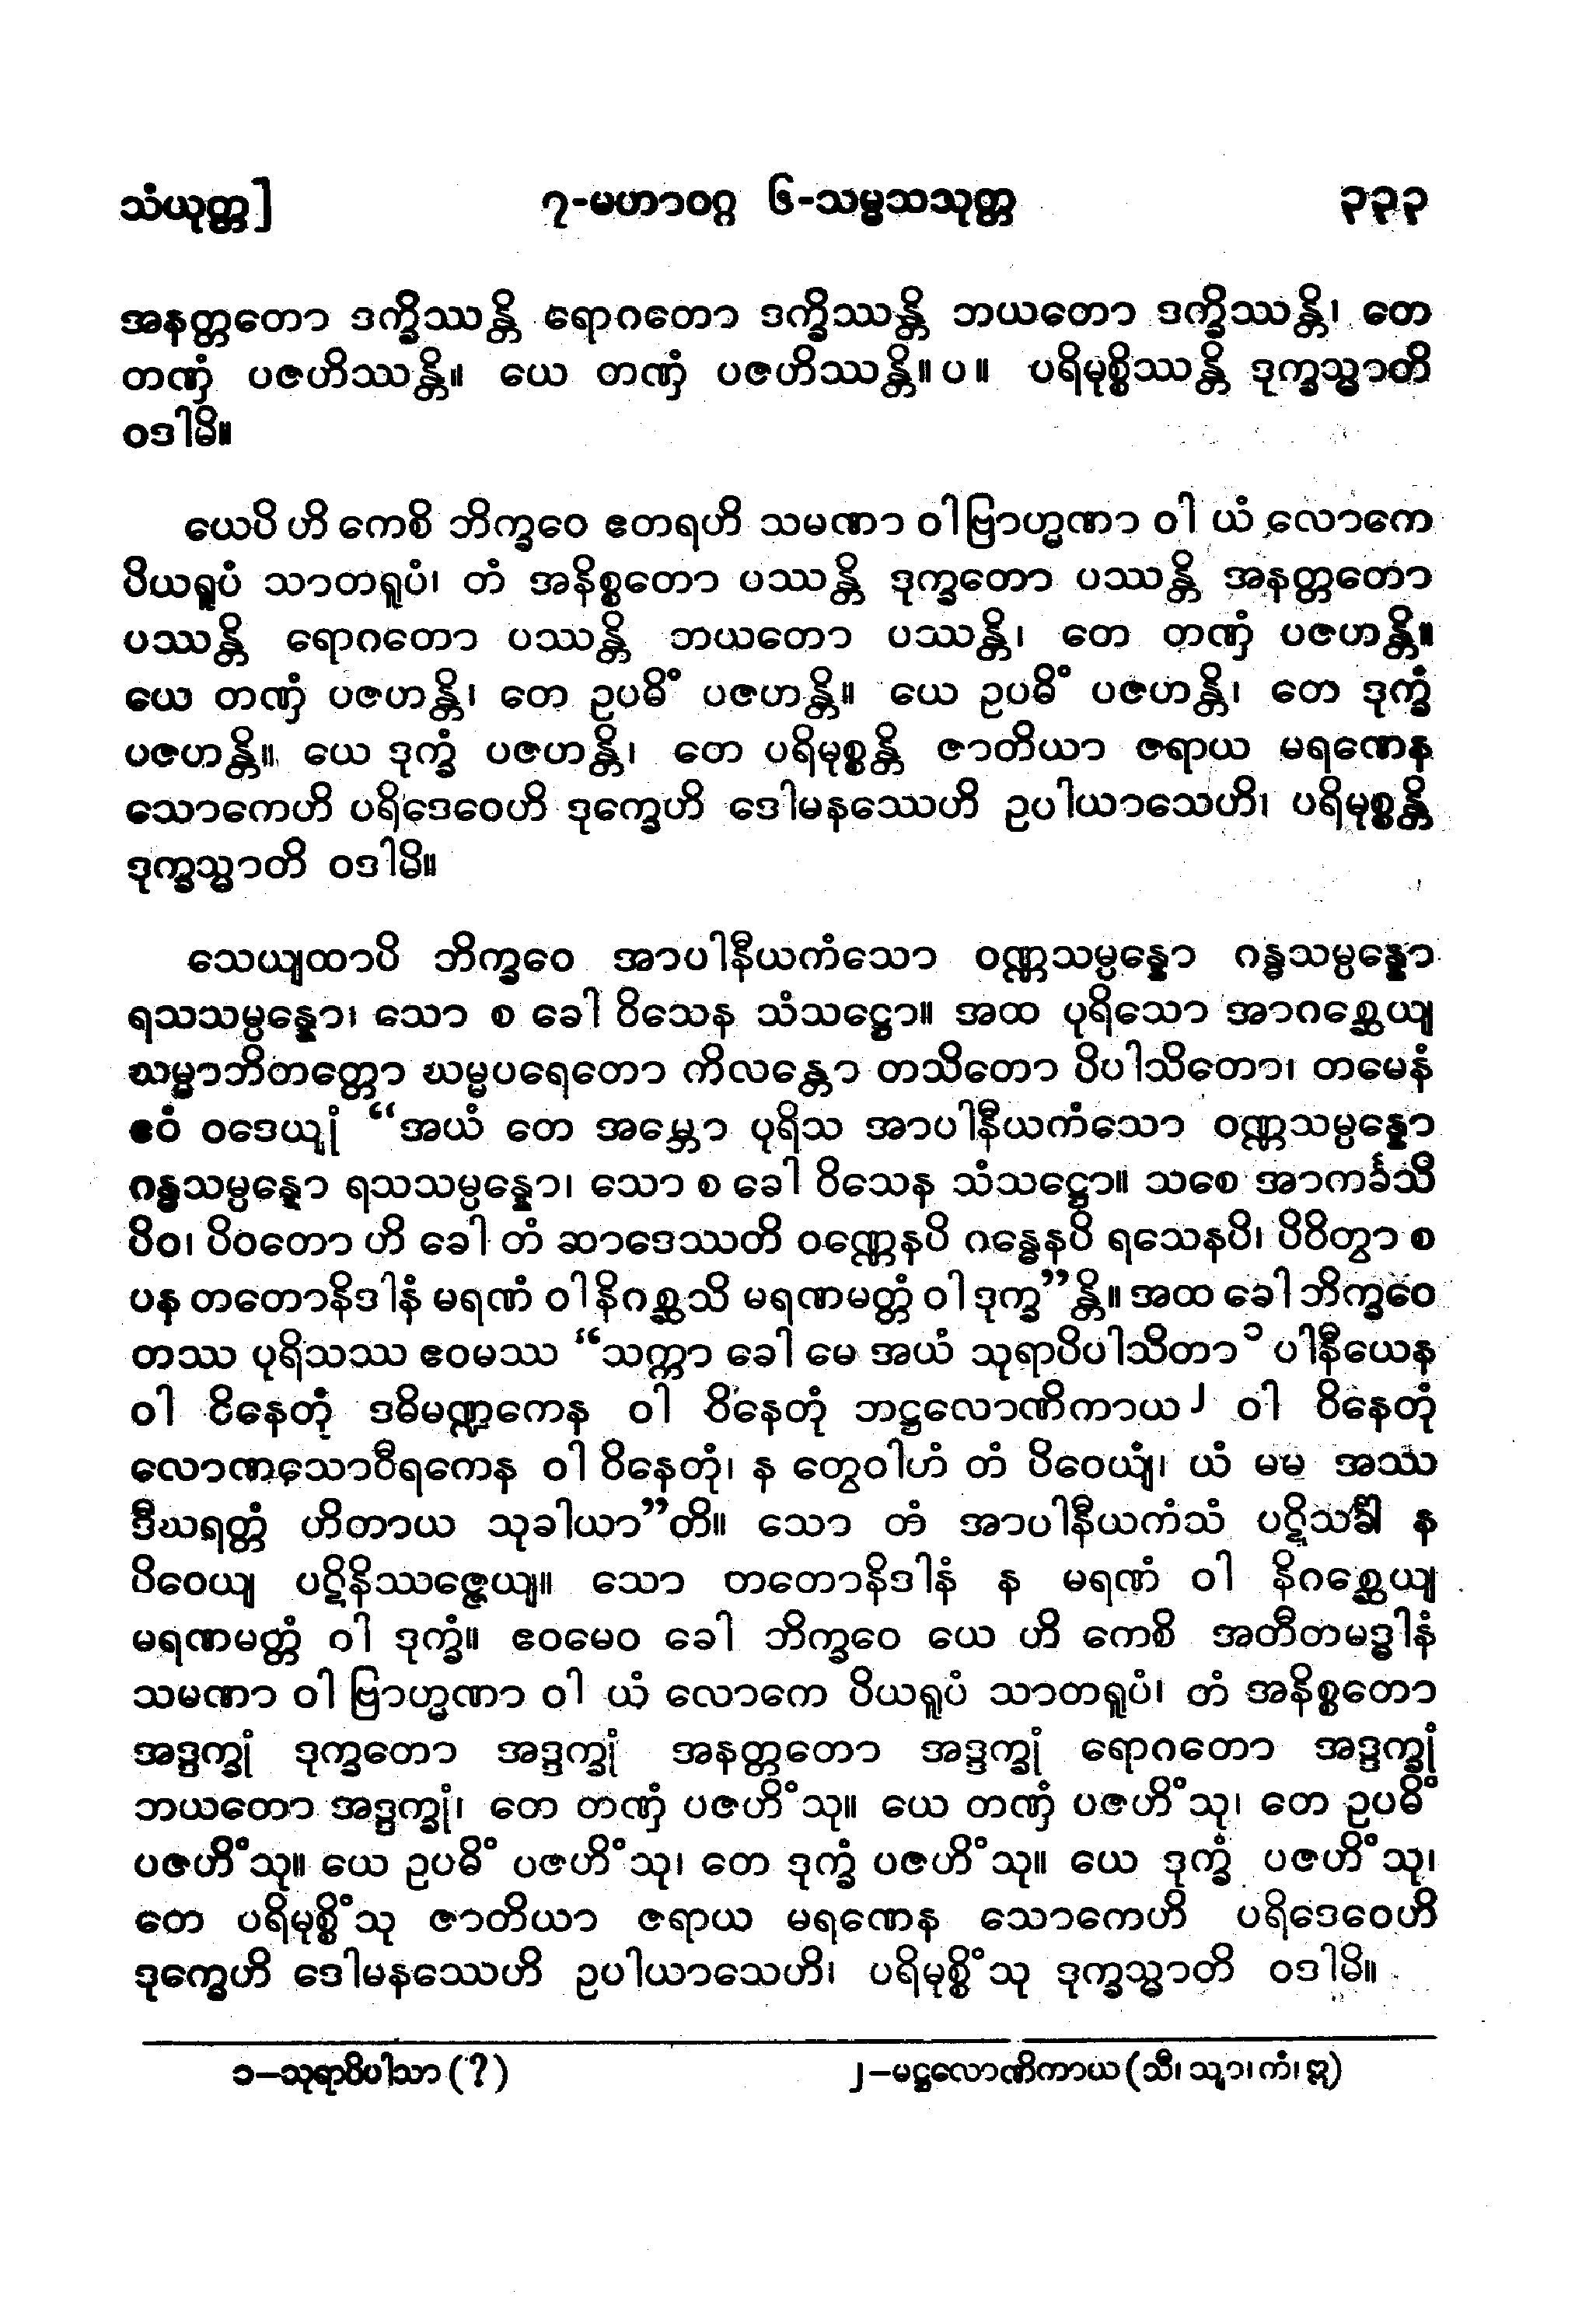 သံယုတ္တ] ၇-မဟာဝဂ္ဂ ၆-သမ္မသသုတ္တ ၃၃၃
အနတ္တတော ဒက္ခိဿန္တိ ရောဂတော ဒက္ခိဿန္တိ ဘယတော ဒက္ခိဿန္တိ၊ တေ
တဏှံ ပဇဟိဿန္တိ။ ယေ တဏှံ ပဇဟိဿန္တိ။ပ။ ပရိမုစ္စိဿန္တိ ဒုက္ခသ္မာတိ
ဝဒါမိ။
ယေပိ ဟိ ကေစိ ဘိက္ခဝေ ဧတရဟိ သမဏာ ဝါ ဗြာဟ္မဏာ ဝါ ယံ လောကေ
ပိယရူပံ သာတရူပံ၊ တံ အနိစ္စတော ပဿန္တိ ဒုက္ခတော ပဿန္တိ အနတ္တတော
ပဿန္တိ ရောဂတော ပဿန္တိ ဘယတော ပဿန္တိ၊ တေ တဏှံ ပဇဟန္တိ။
ယေ တဏှံ ပဇဟန္တိ၊ တေ ဥပဓိံ ပဇဟန္တိ။ ယေ ဥပဓိံ ပဇဟန္တိ၊ တေ ဒုက္ခံ
ပဇဟန္တိ။ ယေ ဒုက္ခံ ပဇဟန္တိ၊ တေ ပရိမုစ္စန္တိ ဇာတိယာ ဇရာယ မရဏေန
သောကေဟိ ပရိဒေဝေဟိ ဒုက္ခေဟိ ဒေါမနဿေဟိ ဥပါယာသေဟိ၊ ပရိမုစ္စန္တိ
ဒုက္ခသ္မာတိ ဝဒါမိ။
သေယျထာပိ ဘိက္ခဝေ အာပါနီယကံသော ဝဏ္ဏသမ္ပန္နော ဂန္ဓသမ္ပန္နော
ရသသမ္ပန္နော၊ သော စ ခေါ ဝိသေန သံသဋ္ဌော။ အထ ပုရိသော အာဂစ္ဆေယျ
ဃမ္မာဘိတတ္တော ဃမ္မပရေတော ကိလန္တော တသိတော ပိပါသိတော၊ တမေနံ
ဧဝံ ဝဒေယျုံ “အယံ တေ အမ္ဘော ပုရိသ အာပါနီယကံသော ဝဏ္ဏသမ္ပန္နော
ဂန္ဓသမ္ပန္နော ရသသမ္ပန္နော၊ သော စ ခေါ ဝိသေန သံသဋ္ဌော။ သစေ အာကင်္ခသိ
ပိဝ၊ ပိဝတော ဟိ ခေါ တံ ဆာဒေဿတိ ဝဏ္ဏေနပိ ဂန္ဓေနပိ ရသေနပိ၊ ပိဝိတွာ စ
ပန တတောနိဒါနံ မရဏံ ဝါ နိဂစ္ဆသိ မရဏမတ္တံ ဝါ ဒုက္ခ”န္တိ။ အထ ခေါ ဘိက္ခဝေ
တဿ ပုရိသဿ ဧဝမဿ “သက္ကာ ခေါ မေ အယံ သုရာပိပါသိတာ၁ ပါနီယေန
ဝါ ဝိနေတုံ ဒဓိမဏ္ဍကေန ဝါ ဝိနေတုံ ဘဋ္ဌလောဏိကာယ၂ ဝါ ဝိနေတုံ
လောဏသောဝီရကေန ဝါ ဝိနေတုံ၊ န တွေဝါဟံ တံ ပိဝေယျံ၊ ယံ မမ အဿ
ဒီဃရတ္တံ ဟိတာယ သုခါယာ”တိ။ သော တံ အာပါနီယကံသံ ပဋိသင်္ခါ န
ပိဝေယျ ပဋိနိဿဇ္ဇေယျ။ သော တတောနိဒါနံ န မရဏံ ဝါ နိဂစ္ဆေယျ
မရဏမတ္တံ ဝါ ဒုက္ခံ။ ဧဝမေဝ ခေါ ဘိက္ခဝေ ယေ ဟိ ကေစိ အတီတမဒ္ဓါနံ
သမဏာ ဝါ ဗြာဟ္မဏာ ဝါ ယံ လောကေ ပိယရူပံ သာတရူပံ၊ တံ အနိစ္စတော
အဒ္ဒက္ခုံ ဒုက္ခတော အဒ္ဒက္ခုံ အနတ္တတော အဒ္ဒက္ခုံ ရောဂတော အဒ္ဒက္ခုံ
ဘယတော အဒ္ဒက္ခုံ၊ တေ တဏှံ ပဇဟိံသု။ ယေ တဏှံ ပဇဟိံသု၊ တေ ဥပဓိံ
ပဇဟိံသု။ ယေ ဥပဓိံ ပဇဟိံသု၊ တေ ဒုက္ခံ ပဇဟိံသု။ ယေ ဒုက္ခံ ပဇဟိံသု၊
တေ ပရိမုစ္စိံသု ဇာတိယာ ဇရာယ မရဏေန သောကေဟိ ပရိဒေဝေဟိ
ဒုက္ခေဟိ ဒေါမနဿေဟိ ဥပါယာသေဟိ၊ ပရိမုစ္စိံသု ဒုက္ခသ္မာတိ ဝဒါမိ။
၁–သုရာပိပါသာ (?) ၂–မဋ္ဌလောဏိကာယ (သီ၊ သျာ၊ ကံ၊ ဣ)